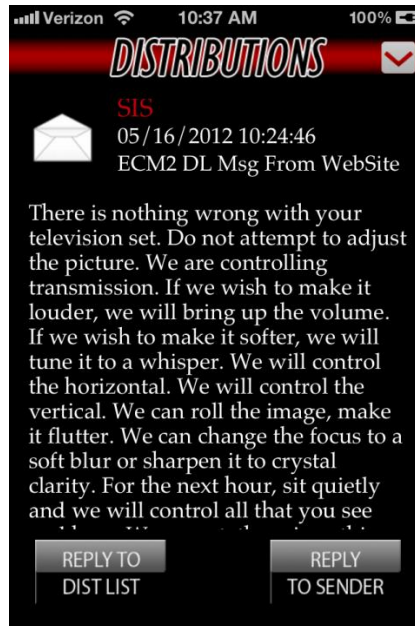 Verizon 10:37 AM 100%
DISTRIBUTIONS
SIS
05/16/2012 10:24:46
ECM2 DL Msg From WebSite
There is nothing wrong with your
television set. Do not attempt to adjust
the picture. We are controlling
transmission. If we wish to make it
louder, we will bring up the volume.
If we wish to make it softer, we will
tune it to a whisper. We will control
the horizontal. We will control the
vertical. We can roll the image, make
it flutter. We can change the focus to a
soft blur or sharpen it to crystal
clarity. For the next hour, sit quietly
and we will control all that you see
REPLY TO
DIST LIST
REPLY
TO SENDER